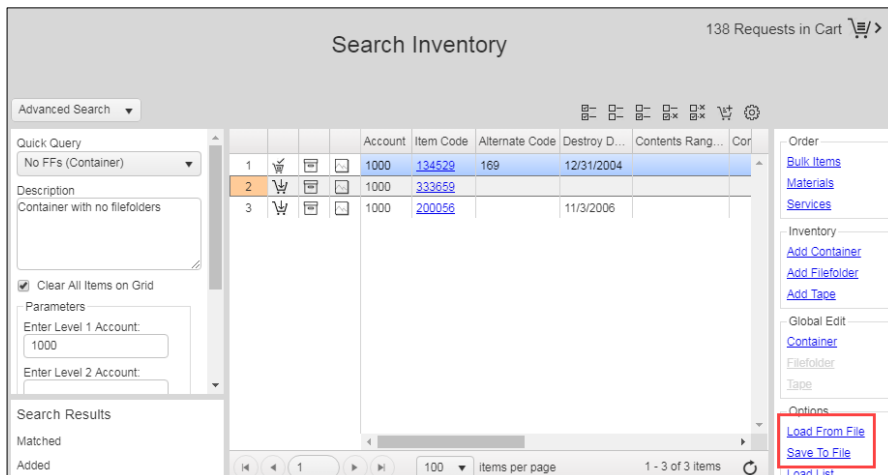 Search Inventory
138 Requests in Cart
Advanced Search
Quick Query
No FFs (Container)
Description
Container with no filefolders
Clear All Items on Grid
Parameters
Enter Level 1 Account:
1000
Enter Level 2 Account:
Search Results
Matched
Added
Account Item Code Alternate Code Destroy D... Contents Rang... Cor
1 1000 134529 169 12/31/2004
2 1000 333659
3 1000 200056 11/3/2006
1 100 items per page 1 - 3 of 3 items
Order
Bulk Items
Materials
Services
Inventory
Add Container
Add Filefolder
Add Tape
Global Edit
Container
Filefolder
Tape
Options
Load From File
Save To File
Load List